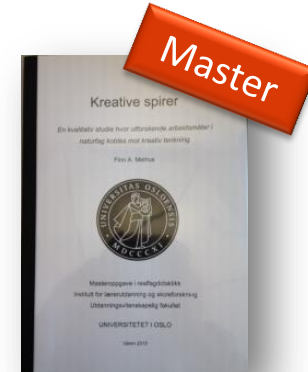 Master
Kreative spirer
En kvalitativ studie hvor utforskende arbeidsmåter i
naturfag kobles mot kreativ tenkning
Finn A.
UNIVERSITAS OSLOENSIS
MDCCCXI
Masteroppgave i realfagdidaktikk
Institutt for lærerutdanning og skoleforskning
Utdanningsvitenskapelig fakultet
UNIVERSITETET I OSLO